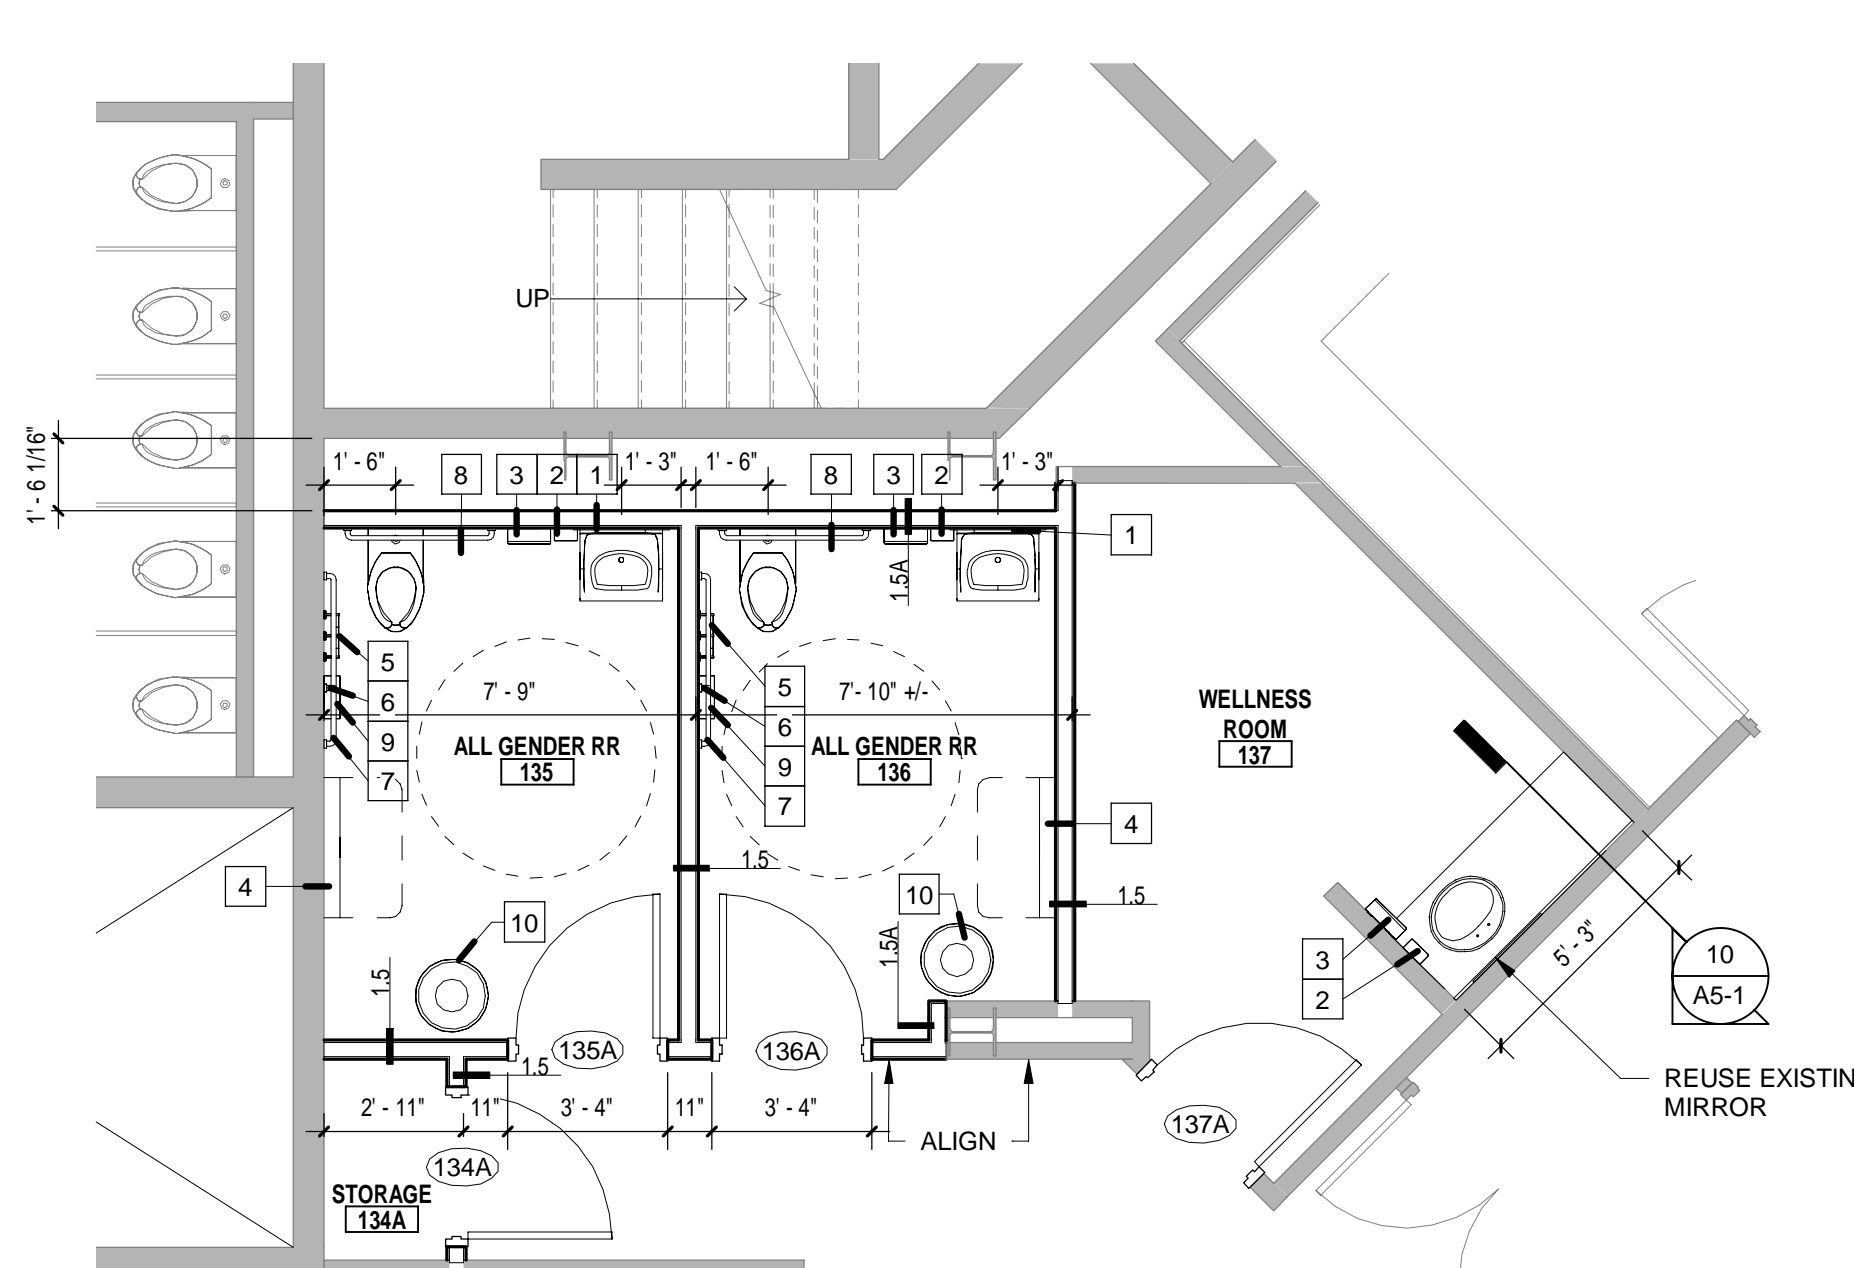 UP
1' - 6 1/16"
1' - 6"
8
3
2
1
1' - 3"
1' - 6"
8
3
2
1' - 3"
1
1.5A
5
6
9
7
5
6
9
7
7' - 9"
7'- 10" +/-
ALL GENDER RR
135
ALL GENDER RR
136
WELLNESS
ROOM
137
4
4
1.5
1.5
10
10
1.5A
1.5
3
2
5' - 3"
10
A5-1
135A
136A
1.5
REUSE EXISTIN
MIRROR
2' - 11"
11"
3' - 4"
11"
3' - 4"
ALIGN
137A
134A
STORAGE
134A